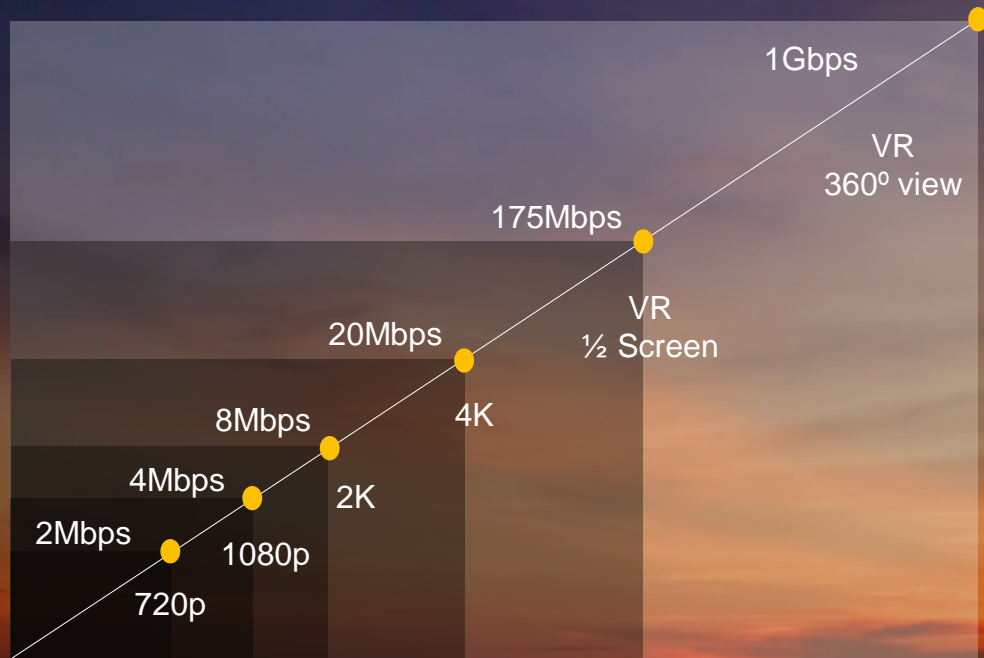 1Gbps
VR
360º view
175Mbps
VR
½ Screen
20Mbps
4K
8Mbps
2K
4Mbps
1080p
2Mbps
720p